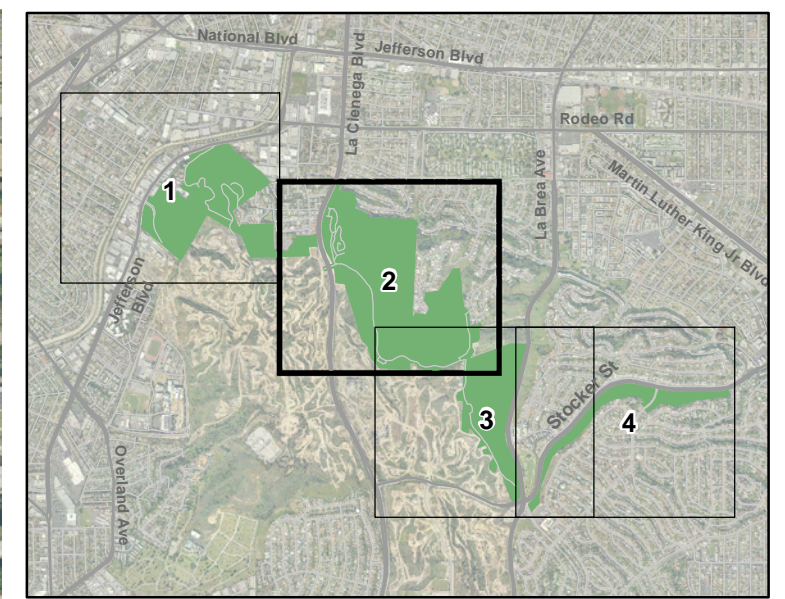 National Blvd
Jefferson Blvd
La Cienega Blvd
Rodeo Rd
La Brea Ave
Martin Luther King Jr Blvd
1
2
Jefferson
Blvd
Stocker St
3
4
Overland Ave